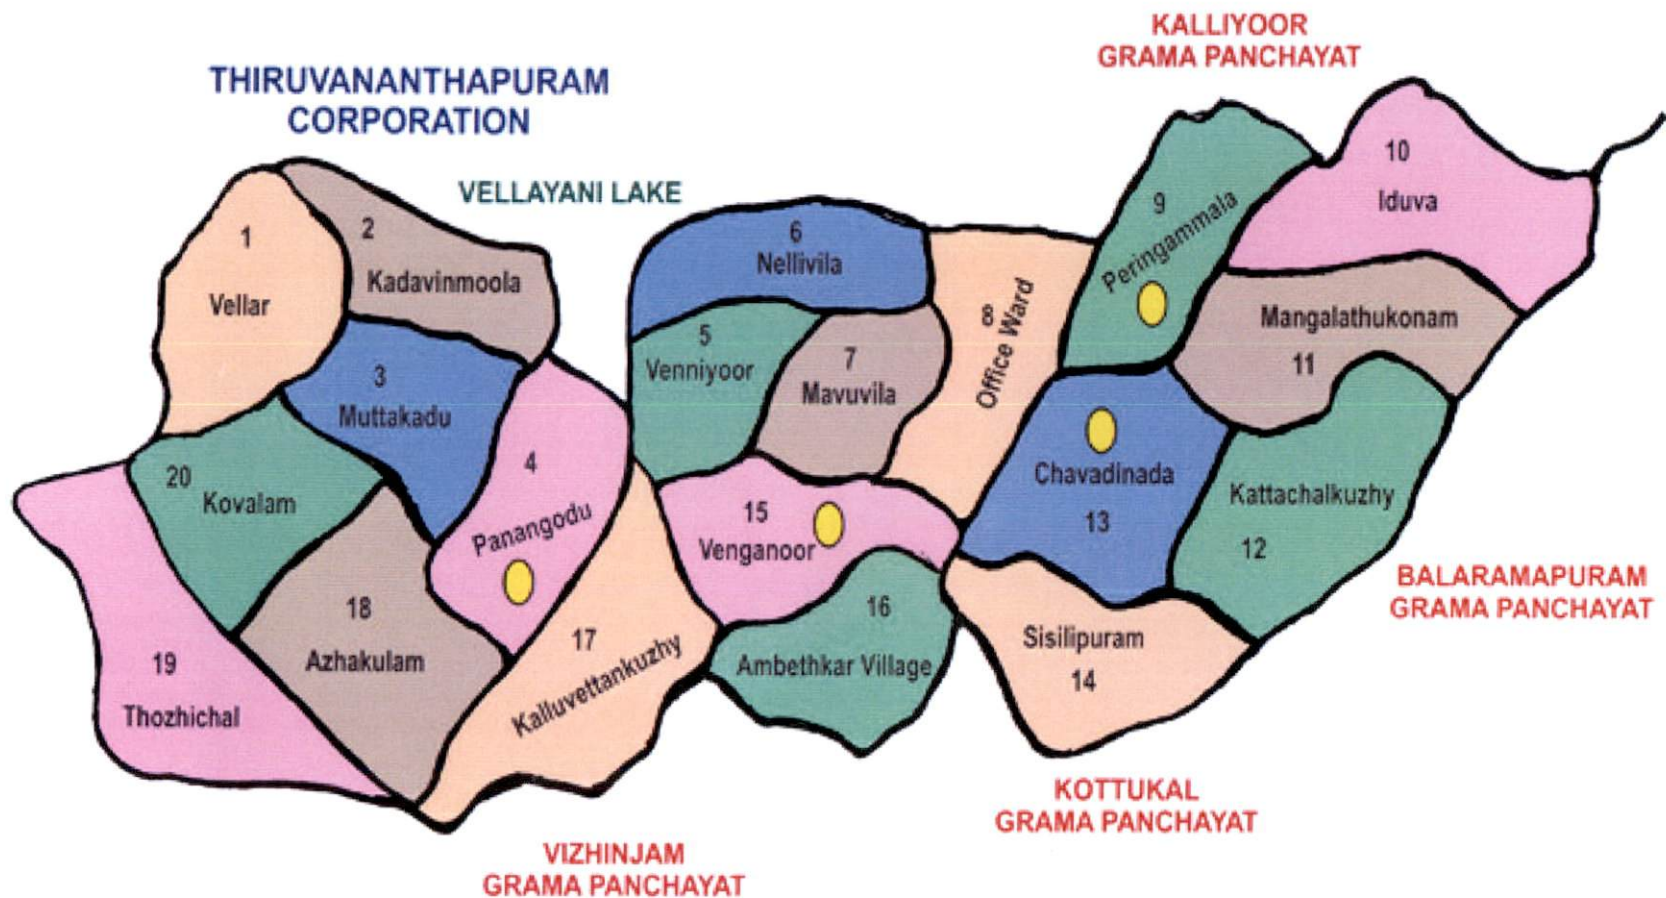 KALLIYOOR
GRAMA PANCHAYAT
THIRUVANANTHAPURAM
CORPORATION
VELLAYANI LAKE
1
Vellar
2
Kadavinmoola
3
Muttakadu
4
Panangodu
5
Venniyoor
6
Nellivila
7
Mavuvila
8
Office Ward
9
Peringammala
10
Iduva
Mangalathukonam
11
Kattachalkuzhy
12
Chavadinada
13
Sisilipuram
14
15
Venganoor
16
Ambethkar Village
17
Kalluvettankuzhy
18
Azhakulam
19
Thozhichal
20
Kovalam
BALARAMAPURAM
GRAMA PANCHAYAT
KOTTUKAL
GRAMA PANCHAYAT
VIZHINJAM
GRAMA PANCHAYAT